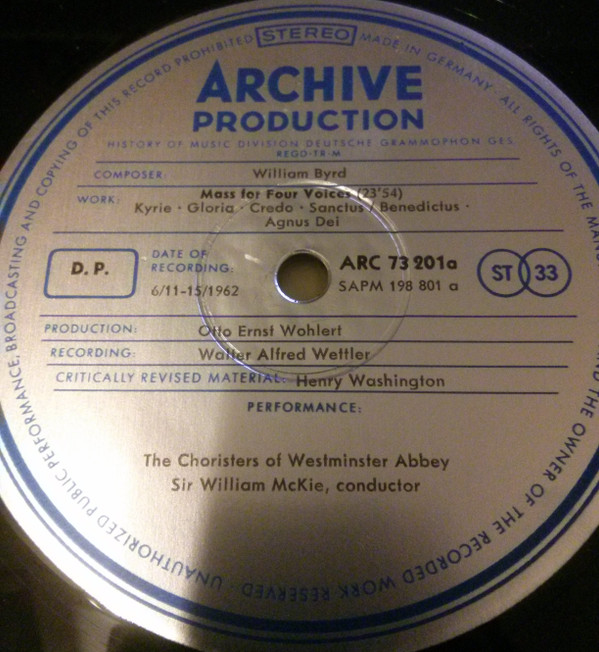 STEREO
MADE IN GERMANY · ALL RIGHTS OF THE MANU
AND THE OWNER OF THE RECORDED WORK RESERVED · UNAUTHORIZED PUBLIC PERFORMANCE, BROADCASTING AND COPYING OF THIS RECORD PROHIBITED
ARCHIVE
PRODUCTION
HISTORY OF MUSIC DIVISION DEUTSCHE GRAMMOPHON GES.
REGD·TR·M
COMPOSER: William Byrd
WORK: Mass for Four Voices (23'54)
Kyrie · Gloria · Credo · Sanctus / Benedictus ·
Agnus Dei
D. P.
DATE OF
RECORDING:
6/11-15/1962
ARC 73 201a
SAPM 198 801 a
ST 33
PRODUCTION: Otto Ernst Wohlert
RECORDING: Walter Alfred Wettler
CRITICALLY REVISED MATERIAL: Henry Washington
PERFORMANCE:
The Choristers of Westminster Abbey
Sir William McKie, conductor